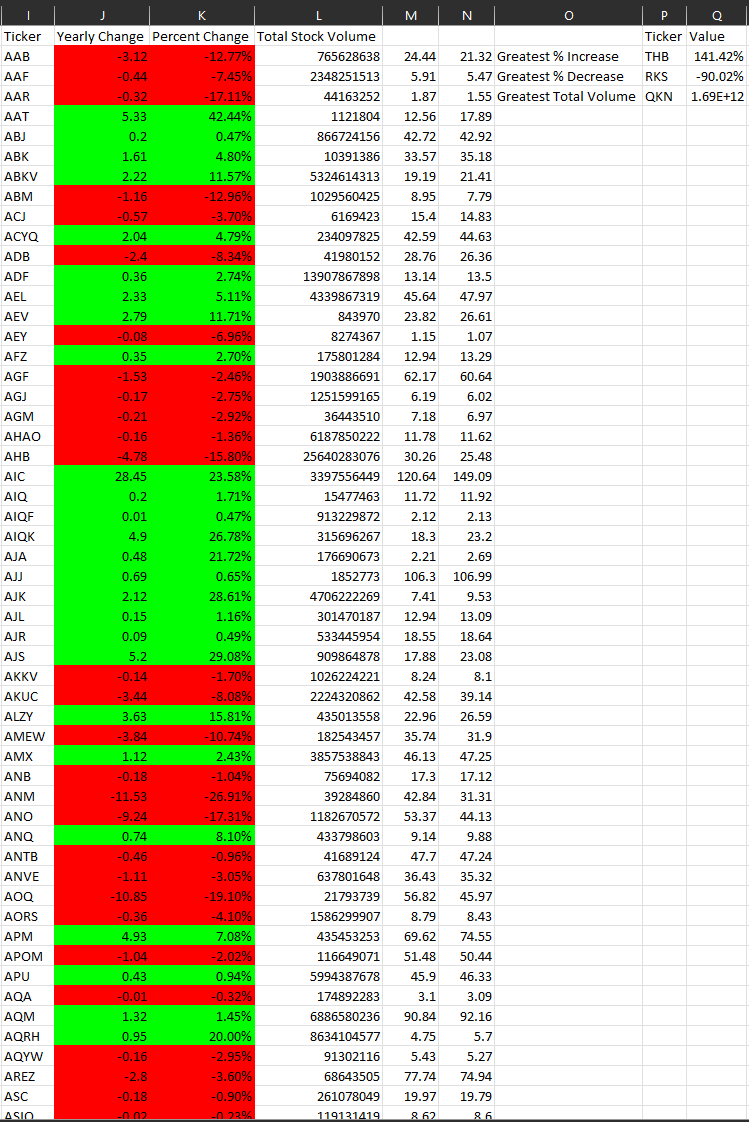 I J K L M N O P Q
Ticker Yearly Change Percent Change Total Stock Volume Ticker Value
AAB -3.12 -12.77% 765628638 24.44 21.32 Greatest % Increase THB 141.42%
AAF -0.44 -7.45% 2348251513 5.91 5.47 Greatest % Decrease RKS -90.02%
AAR -0.32 -17.11% 44163252 1.87 1.55 Greatest Total Volume QKN 1.69E+12
AAT 5.33 42.44% 1121804 12.56 17.89
ABJ 0.2 0.47% 866724156 42.72 42.92
ABK 1.61 4.80% 10391386 33.57 35.18
ABKV 2.22 11.57% 5324614313 19.19 21.41
ABM -1.16 -12.96% 1029560425 8.95 7.79
ACJ -0.57 -3.70% 6169423 15.4 14.83
ACYQ 2.04 4.79% 234097825 42.59 44.63
ADB -2.4 -8.34% 41980152 28.76 26.36
ADF 0.36 2.74% 13907867898 13.14 13.5
AEL 2.33 5.11% 4339867319 45.64 47.97
AEV 2.79 11.71% 843970 23.82 26.61
AEY -0.08 -6.96% 8274367 1.15 1.07
AFZ 0.35 2.70% 175801284 12.94 13.29
AGF -1.53 -2.46% 1903886691 62.17 60.64
AGJ -0.17 -2.75% 1251599165 6.19 6.02
AGM -0.21 -2.92% 36443510 7.18 6.97
AHAO -0.16 -1.36% 6187850222 11.78 11.62
AHB -4.78 -15.80% 25640283076 30.26 25.48
AIC 28.45 23.58% 3397556449 120.64 149.09
AIQ 0.2 1.71% 15477463 11.72 11.92
AIQF 0.01 0.47% 913229872 2.12 2.13
AIQK 4.9 26.78% 315696267 18.3 23.2
AJA 0.48 21.72% 176690673 2.21 2.69
AJJ 0.69 0.65% 1852773 106.3 106.99
AJK 2.12 28.61% 4706222269 7.41 9.53
AJL 0.15 1.16% 301470187 12.94 13.09
AJR 0.09 0.49% 533445954 18.55 18.64
AJS 5.2 29.08% 909864878 17.88 23.08
AKKV -0.14 -1.70% 1026224221 8.24 8.1
AKUC -3.44 -8.08% 2224320862 42.58 39.14
ALZY 3.63 15.81% 435013558 22.96 26.59
AMEW -3.84 -10.74% 182543457 35.74 31.9
AMX 1.12 2.43% 3857538843 46.13 47.25
ANB -0.18 -1.04% 75694082 17.3 17.12
ANM -11.53 -26.91% 39284860 42.84 31.31
ANO -9.24 -17.31% 1182670572 53.37 44.13
ANQ 0.74 8.10% 433798603 9.14 9.88
ANTB -0.46 -0.96% 41689124 47.7 47.24
ANVE -1.11 -3.05% 637801648 36.43 35.32
AOQ -10.85 -19.10% 21793739 56.82 45.97
AORS -0.36 -4.10% 1586299907 8.79 8.43
APM 4.93 7.08% 435453253 69.62 74.55
APOM -1.04 -2.02% 116649071 51.48 50.44
APU 0.43 0.94% 5994387678 45.9 46.33
AQA -0.01 -0.32% 174892283 3.1 3.09
AQM 1.32 1.45% 6886580236 90.84 92.16
AQRH 0.95 20.00% 8634104577 4.75 5.7
AQYW -0.16 -2.95% 91302116 5.43 5.27
AREZ -2.8 -3.60% 68643505 77.74 74.94
ASC -0.18 -0.90% 261078049 19.97 19.79
ASIO -0.02 -0.23% 119131419 8.62 8.6